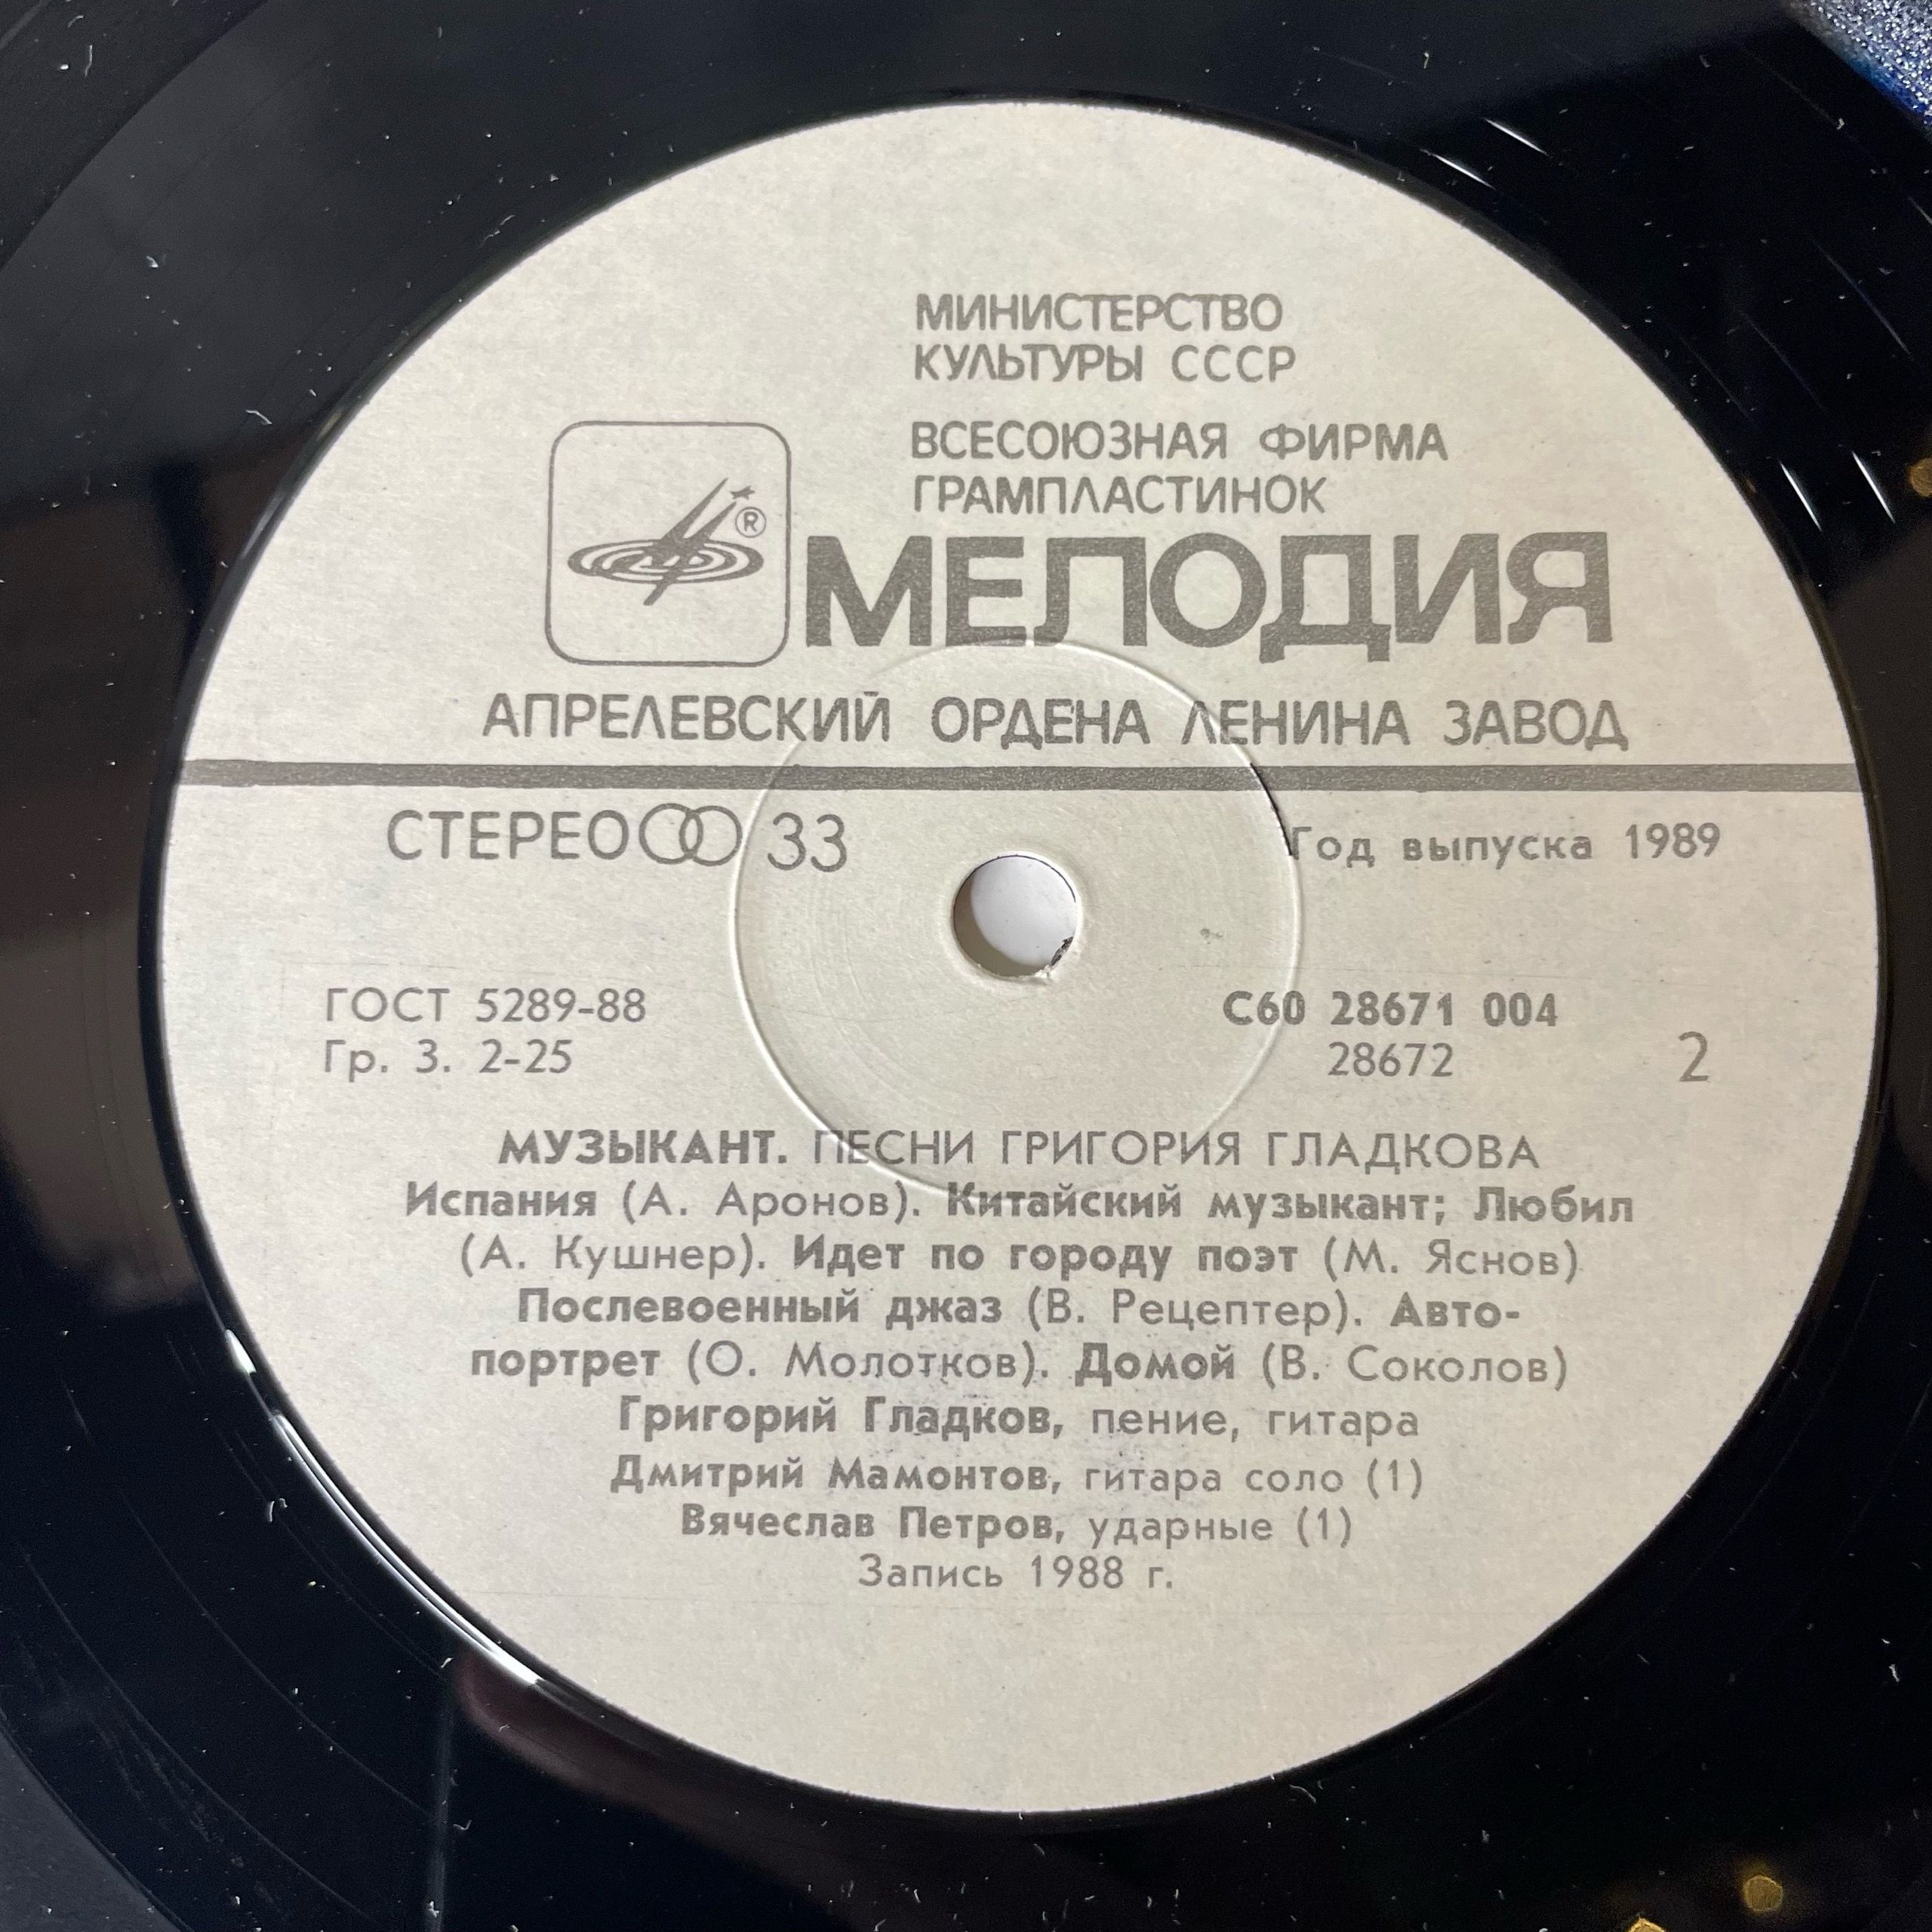 МИНИСТЕРСТВО
КУЛЬТУРЫ СССР
ВСЕСОЮЗНАЯ ФИРМА
ГРАМПЛАСТИНОК
®
МЕЛОДИЯ
АПРЕЛЕВСКИЙ ОРДЕНА ЛЕНИНА ЗАВОД
СТЕРЕО 33
Год выпуска 1989
ГОСТ 5289-88
Гр. 3. 2-25
С60 28671 004
28672
2
МУЗЫКАНТ. ПЕСНИ ГРИГОРИЯ ГЛАДКОВА
Испания (А. Аронов). Китайский музыкант; Любил
(А. Кушнер). Идет по городу поэт (М. Яснов)
Послевоенный джаз (В. Рецептер). Авто-
портрет (О. Молотков). Домой (В. Соколов)
Григорий Гладков, пение, гитара
Дмитрий Мамонтов, гитара соло (1)
Вячеслав Петров, ударные (1)
Запись 1988 г.